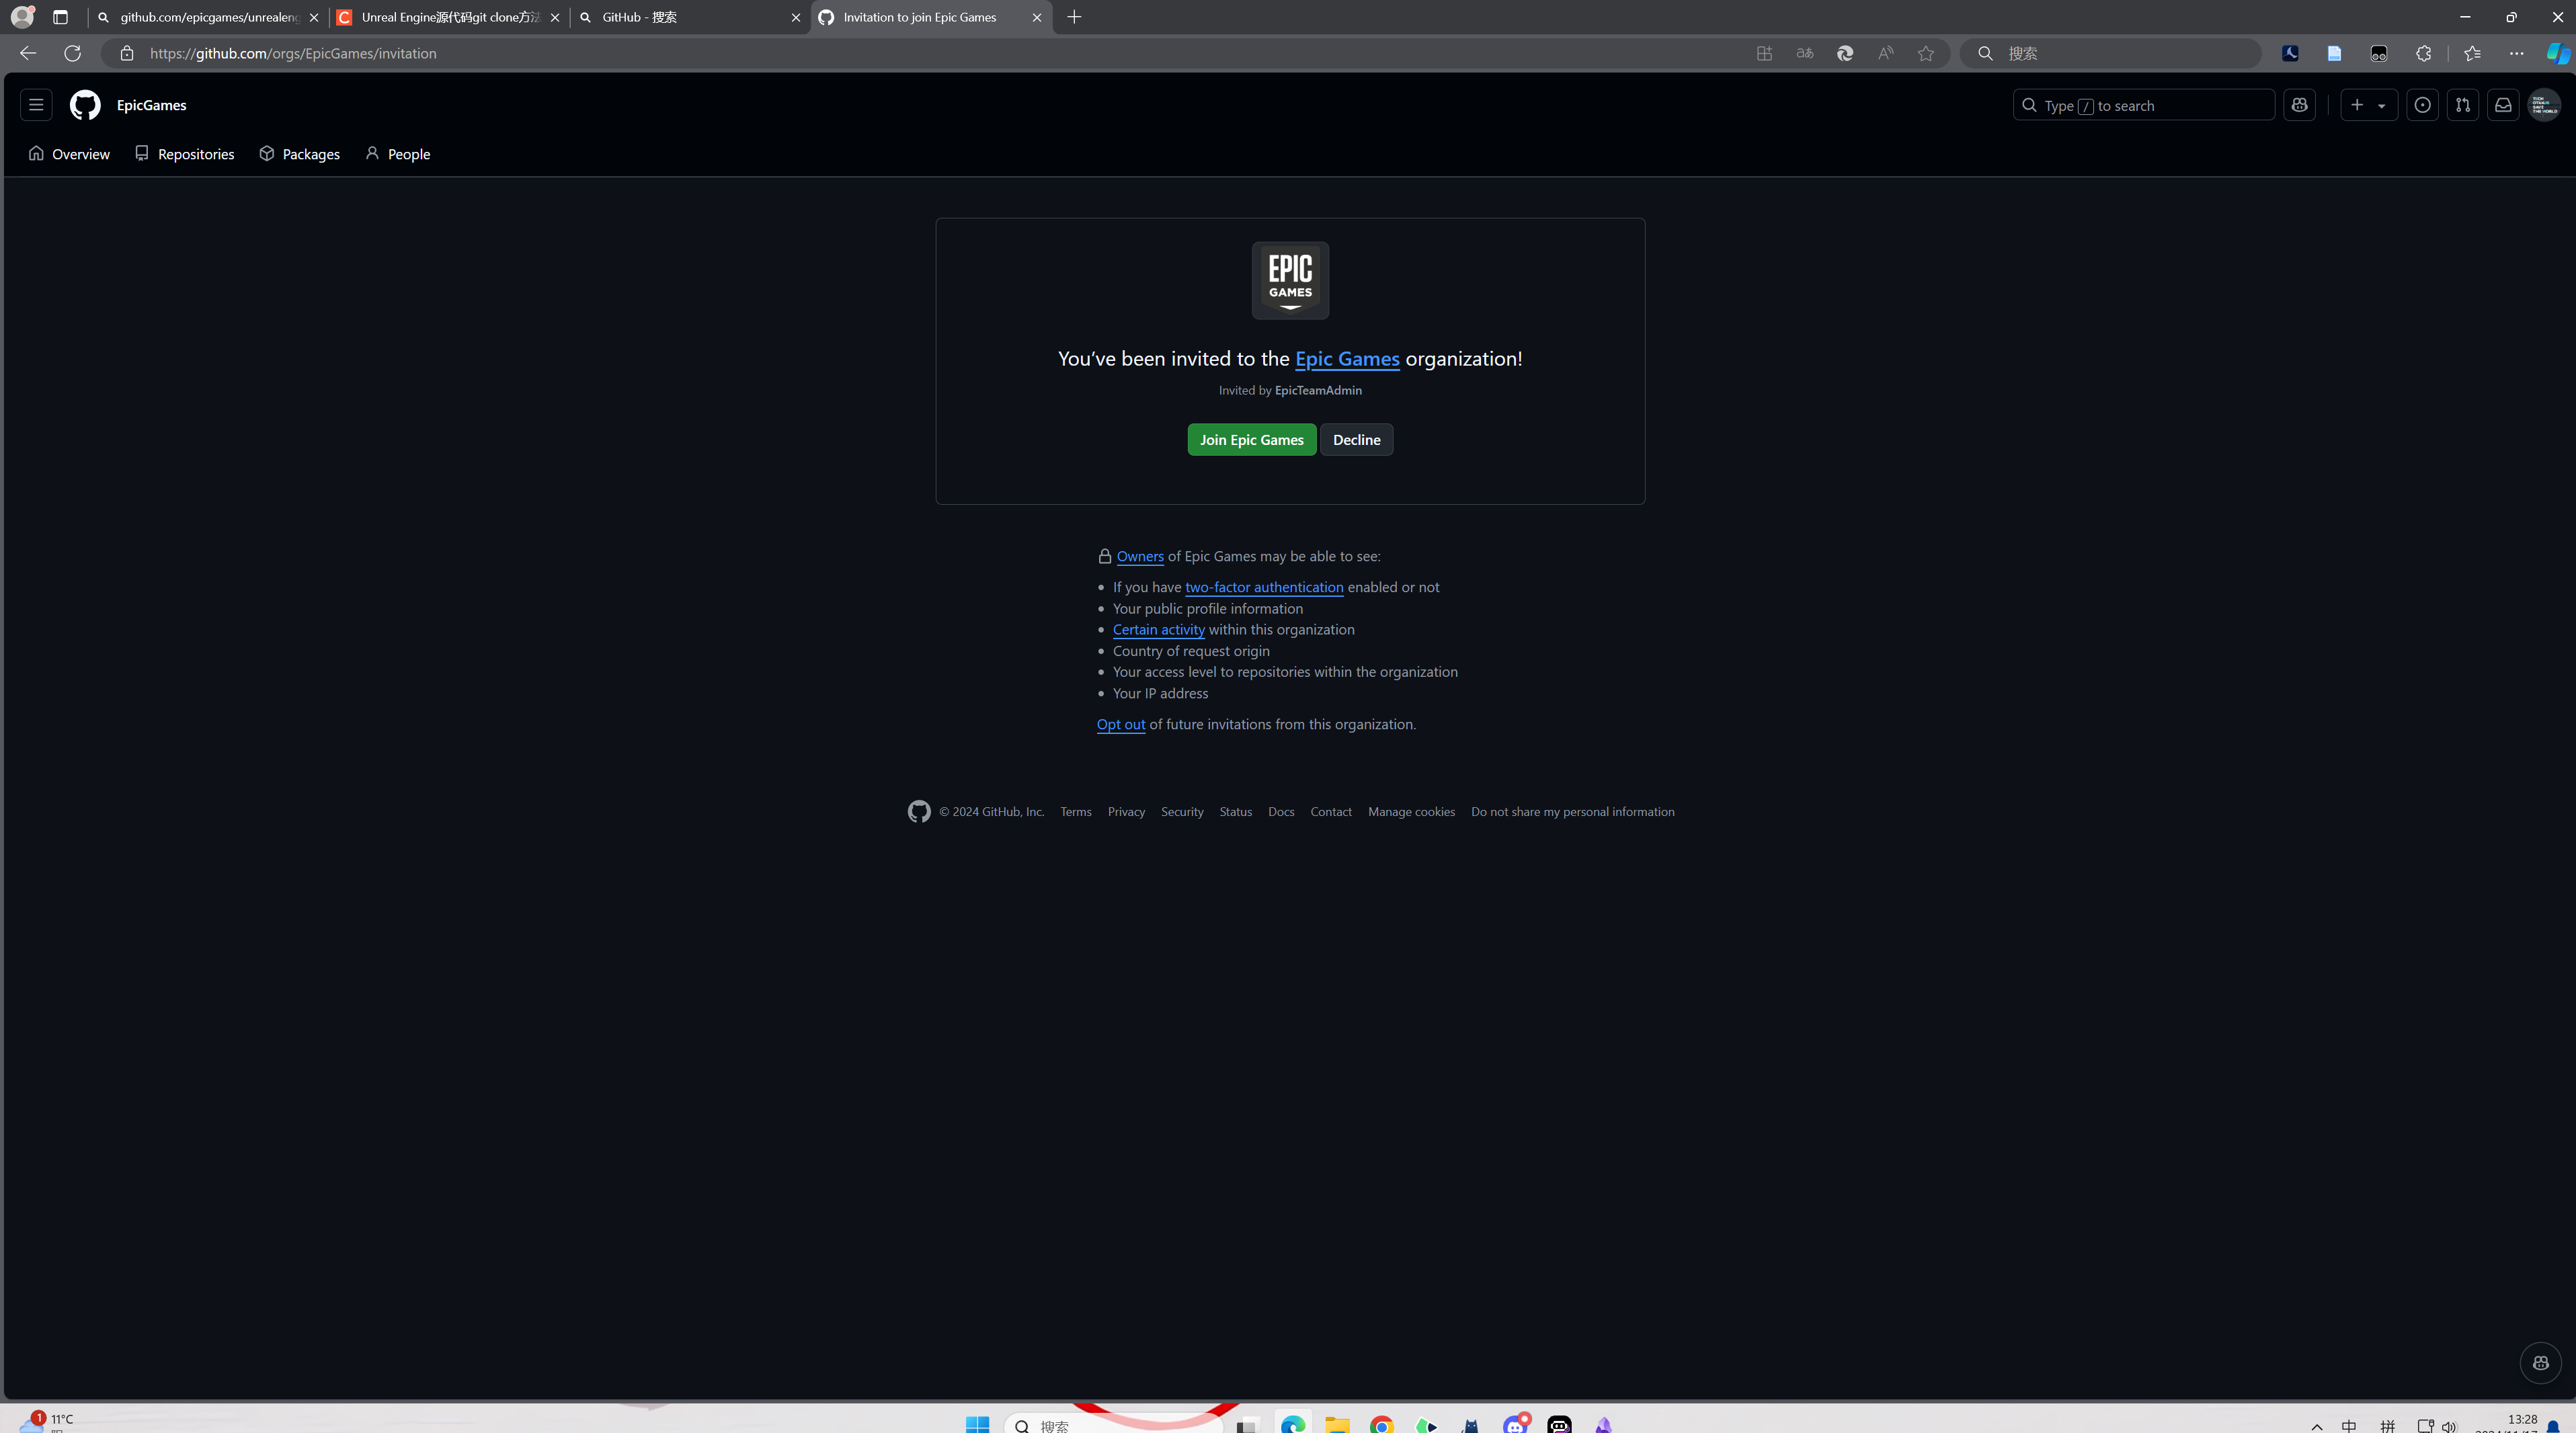 github.com/epicgames/unrealeng
Unreal Engine源代码git clone方法
GitHub - 搜索
Invitation to join Epic Games
https://github.com/orgs/EpicGames/invitation
搜索
EpicGames
Type / to search
Overview
Repositories
Packages
People
EPIC
GAMES
You’ve been invited to the Epic Games organization!
Invited by EpicTeamAdmin
Join Epic Games
Decline
Owners of Epic Games may be able to see:
If you have two-factor authentication enabled or not
Your public profile information
Certain activity within this organization
Country of request origin
Your access level to repositories within the organization
Your IP address
Opt out of future invitations from this organization.
© 2024 GitHub, Inc.
Terms
Privacy
Security
Status
Docs
Contact
Manage cookies
Do not share my personal information
1
11°C
搜索
中
拼
13:28